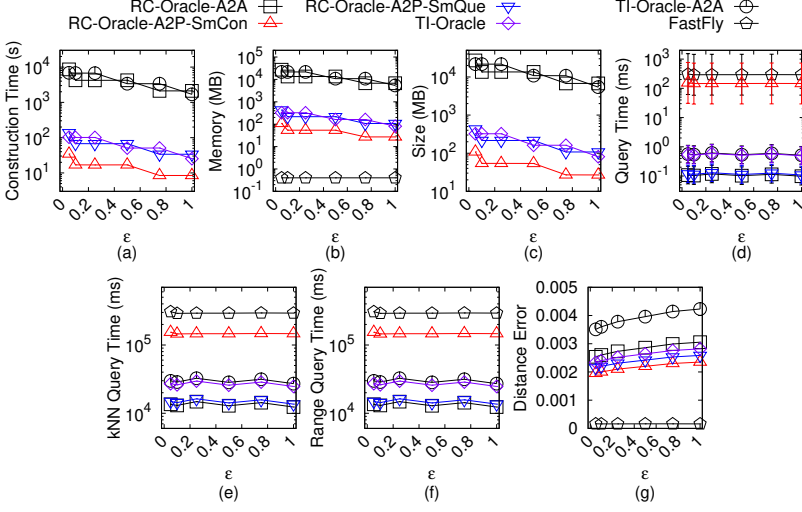 RC-Oracle-A2A RC-Oracle-A2P-SmQue TI-Oracle-A2A
RC-Oracle-A2P-SmCon TI-Oracle FastFly
Construction Time (s)
10^4
10^3
10^2
10^1
0 0.2 0.4 0.6 0.8 1
ε
(a)
Memory (MB)
10^5
10^4
10^3
10^2
10^1
10^0
10^-1
0 0.2 0.4 0.6 0.8 1
ε
(b)
Size (MB)
10^4
10^3
10^2
10^1
0 0.2 0.4 0.6 0.8 1
ε
(c)
Query Time (ms)
10^3
10^2
10^1
10^0
10^-1
0 0.2 0.4 0.6 0.8 1
ε
(d)
kNN Query Time (ms)
10^5
10^4
0 0.2 0.4 0.6 0.8 1
ε
(e)
Range Query Time (ms)
10^5
10^4
0 0.2 0.4 0.6 0.8 1
ε
(f)
Distance Error
0.005
0.004
0.003
0.002
0.001
0
0 0.2 0.4 0.6 0.8 1
ε
(g)